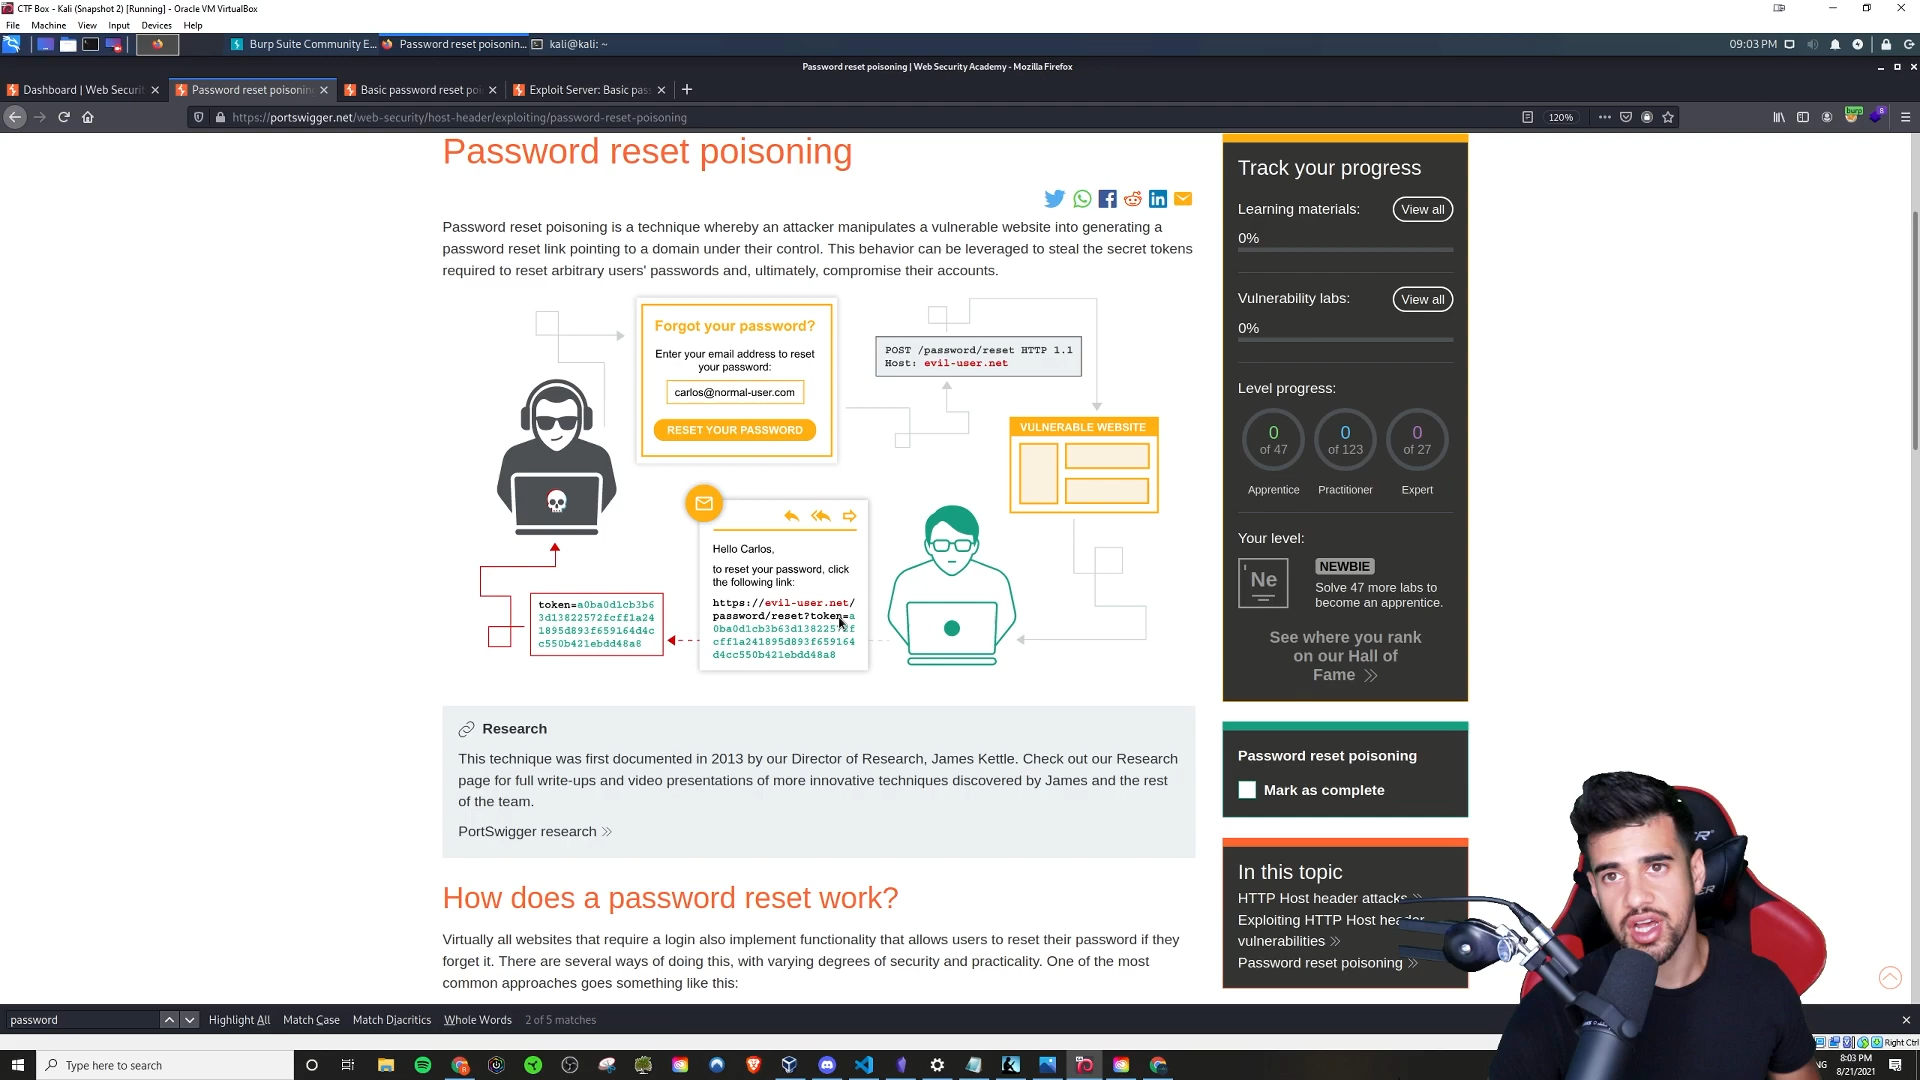 CTF Box - Kali (Snapshot 2) [Running] - Oracle VM VirtualBox
File Machine View Input Devices Help
Burp Suite Community E... Password reset poisonin... kali@kali: ~ 09:03 PM
Password reset poisoning | Web Security Academy - Mozilla Firefox
Dashboard | Web Securi Password reset poisonin Basic password reset poi Exploit Server: Basic pas
https://portswigger.net/web-security/host-header/exploiting/password-reset-poisoning 120%
Password reset poisoning
Password reset poisoning is a technique whereby an attacker manipulates a vulnerable website into generating a
password reset link pointing to a domain under their control. This behavior can be leveraged to steal the secret tokens
required to reset arbitrary users' passwords and, ultimately, compromise their accounts.
Forgot your password?
Enter your email address to reset
your password:
carlos@normal-user.com
RESET YOUR PASSWORD
POST /password/reset HTTP 1.1
Host: evil-user.net
VULNERABLE WEBSITE
Hello Carlos,
to reset your password, click
the following link:
https://evil-user.net/
password/reset?token=a
0ba0d1cb3b63d13822572f
cff1a241895d893f659164
d4cc550b421ebdd48a8
token=a0ba0d1cb3b6
3d13822572fcff1a24
1895d893f659164d4c
c550b421ebdd48a8
Research
This technique was first documented in 2013 by our Director of Research, James Kettle. Check out our Research
page for full write-ups and video presentations of more innovative techniques discovered by James and the rest
of the team.
PortSwigger research
How does a password reset work?
Virtually all websites that require a login also implement functionality that allows users to reset their password if they
forget it. There are several ways of doing this, with varying degrees of security and practicality. One of the most
common approaches goes something like this:
Track your progress
Learning materials: View all
0%
Vulnerability labs: View all
0%
Level progress:
0 of 47 0 of 123 0 of 27
Apprentice Practitioner Expert
Your level:
Ne
NEWBIE
Solve 47 more labs to
become an apprentice.
See where you rank
on our Hall of
Fame
Password reset poisoning
Mark as complete
In this topic
HTTP Host header attacks
Exploiting HTTP Host header
vulnerabilities
Password reset poisoning
password Highlight All Match Case Match Diacritics Whole Words 2 of 5 matches
Right Ctrl
Type here to search
8:03 PM
8/21/2021